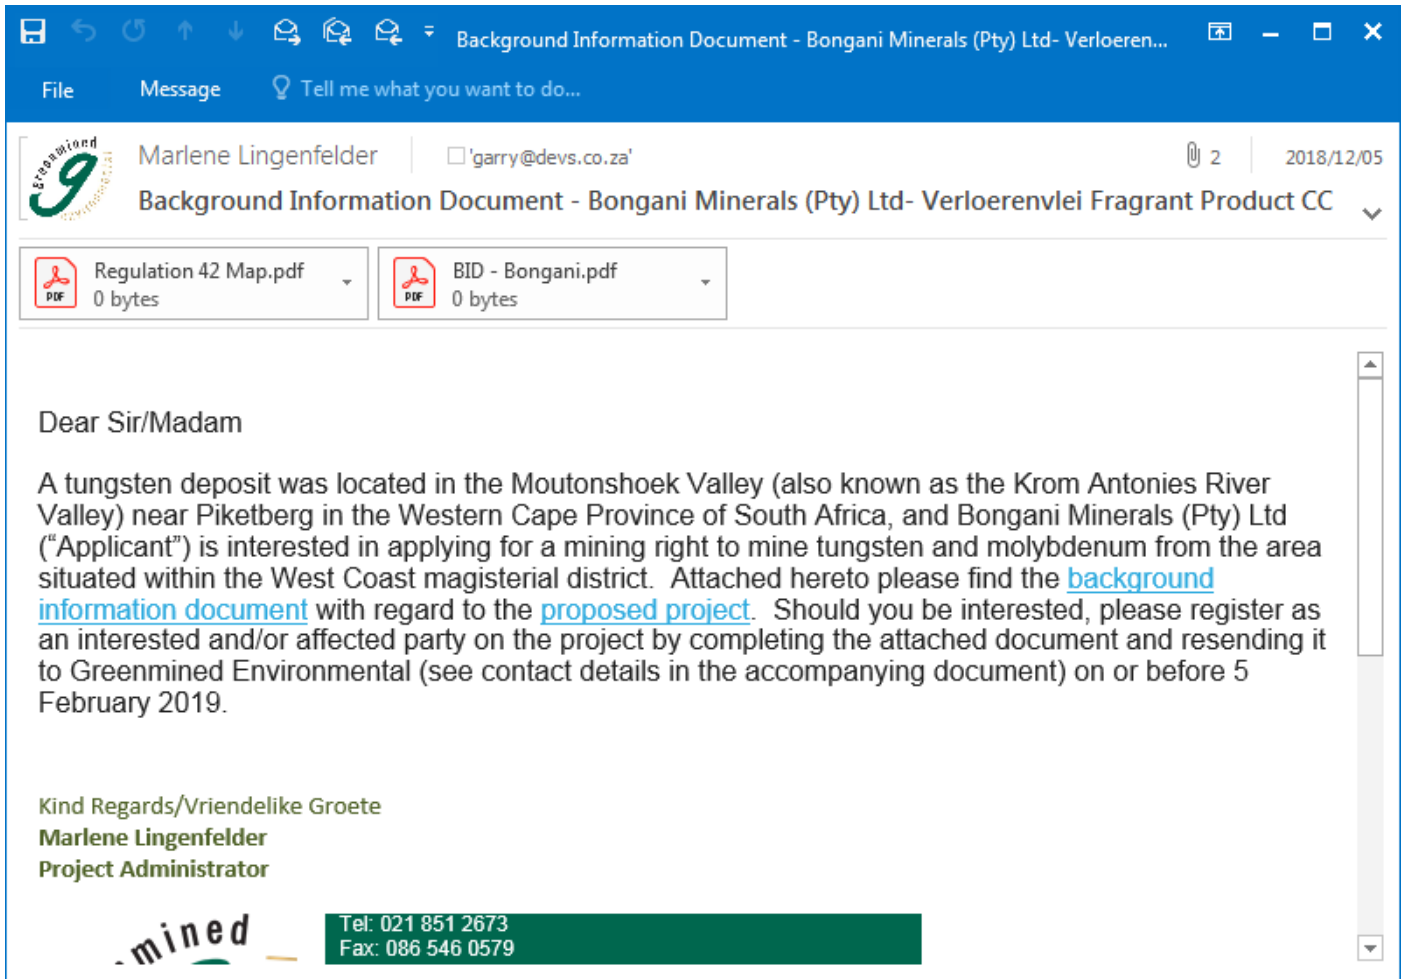 Background Information Document - Bongani Minerals (Pty) Ltd- Verloeren...
File Message Tell me what you want to do...
greenmined
Marlene Lingenfelder 'garry@devs.co.za' 2 2018/12/05
Background Information Document - Bongani Minerals (Pty) Ltd- Verloerenvlei Fragrant Product CC
Regulation 42 Map.pdf BID - Bongani.pdf
PDF 0 bytes PDF 0 bytes
Dear Sir/Madam
A tungsten deposit was located in the Moutonshoek Valley (also known as the Krom Antonies River
Valley) near Piketberg in the Western Cape Province of South Africa, and Bongani Minerals (Pty) Ltd
(“Applicant”) is interested in applying for a mining right to mine tungsten and molybdenum from the area
situated within the West Coast magisterial district.  Attached hereto please find the background
information document with regard to the proposed project.  Should you be interested, please register as
an interested and/or affected party on the project by completing the attached document and resending it
to Greenmined Environmental (see contact details in the accompanying document) on or before 5
February 2019.
Kind Regards/Vriendelike Groete
Marlene Lingenfelder
Project Administrator
mined
Tel: 021 851 2673
Fax: 086 546 0579